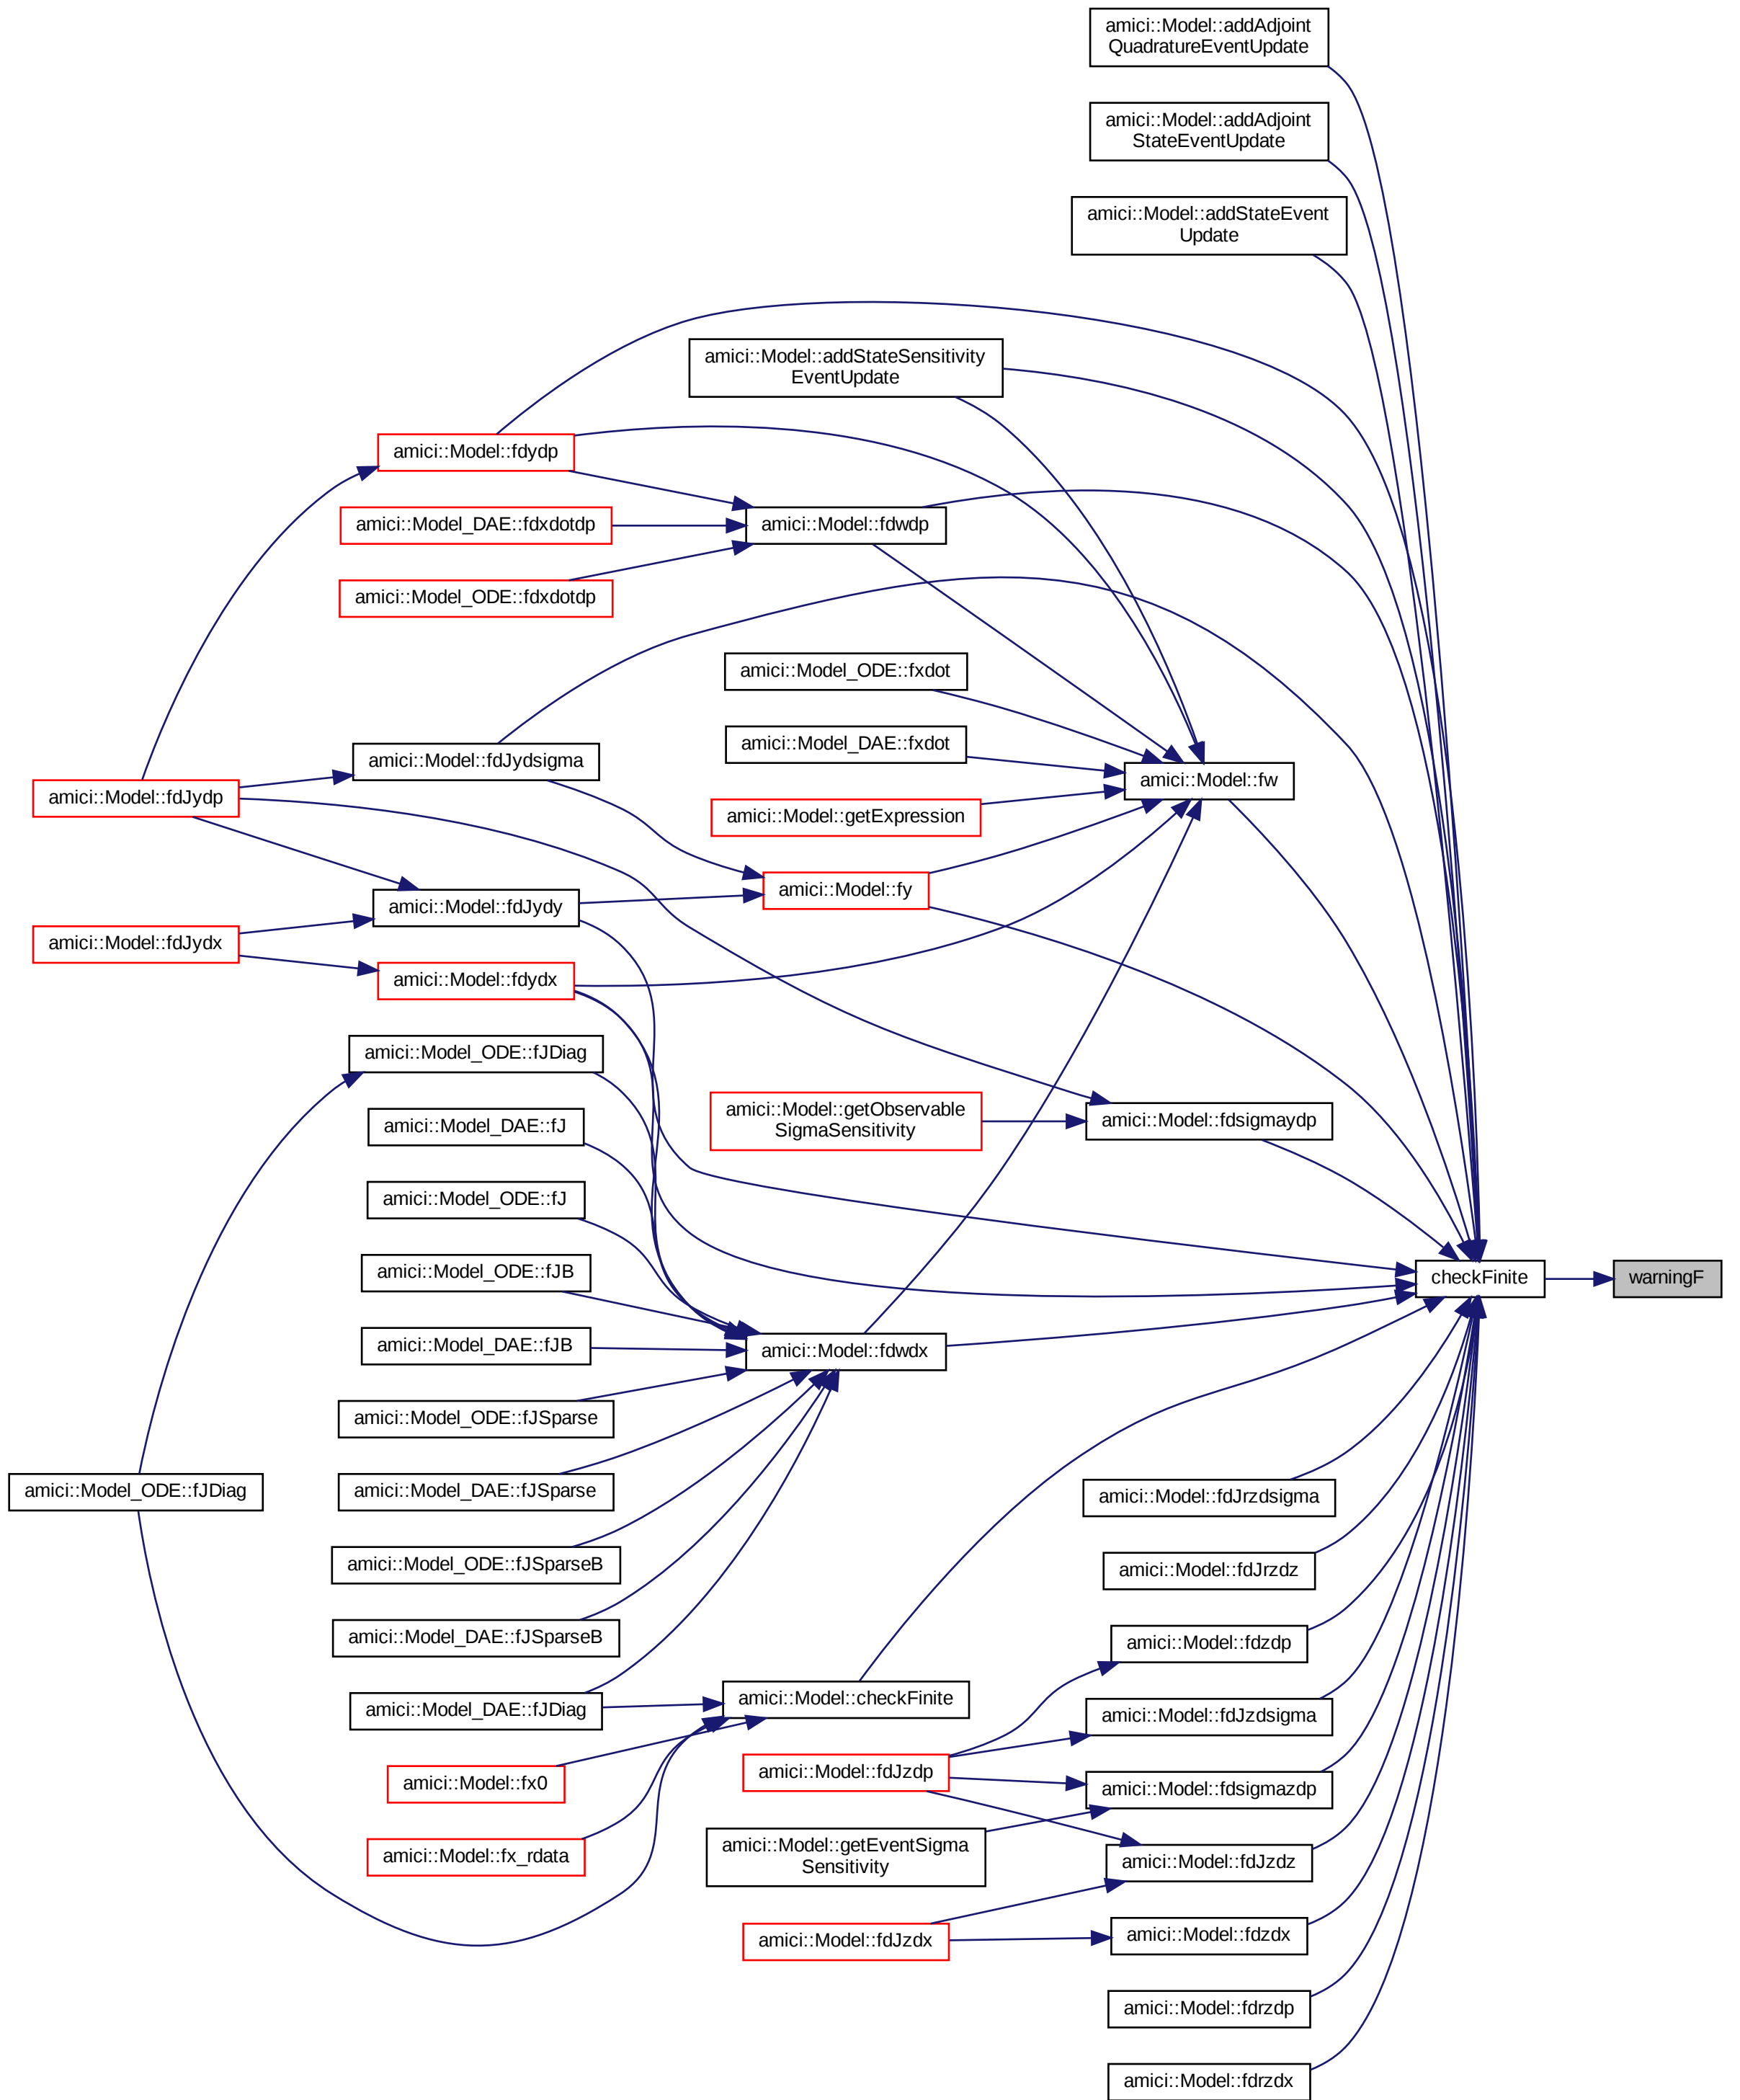 amici::Model::addAdjoint
QuadratureEventUpdate
amici::Model::addAdjoint
StateEventUpdate
amici::Model::addStateEvent
Update
amici::Model::addStateSensitivity
EventUpdate
amici::Model::fdydp
amici::Model_DAE::fdxdotdp
amici::Model::fdwdp
amici::Model_ODE::fdxdotdp
amici::Model_ODE::fxdot
amici::Model_DAE::fxdot
amici::Model::fdJydsigma
amici::Model::fw
amici::Model::fdJydp
amici::Model::getExpression
amici::Model::fy
amici::Model::fdJydy
amici::Model::fdJydx
amici::Model::fdydx
amici::Model_ODE::fJDiag
amici::Model_DAE::fJ
amici::Model::getObservable
SigmaSensitivity
amici::Model::fdsigmaydp
amici::Model_ODE::fJ
amici::Model_ODE::fJB
checkFinite
warningF
amici::Model_DAE::fJB
amici::Model::fdwdx
amici::Model_ODE::fJSparse
amici::Model_ODE::fJDiag
amici::Model_DAE::fJSparse
amici::Model::fdJrzdsigma
amici::Model_ODE::fJSparseB
amici::Model::fdJrzdz
amici::Model_DAE::fJSparseB
amici::Model::fdzdp
amici::Model_DAE::fJDiag
amici::Model::checkFinite
amici::Model::fdJzdsigma
amici::Model::fx0
amici::Model::fdJzdp
amici::Model::fdsigmazdp
amici::Model::fx_rdata
amici::Model::getEventSigma
Sensitivity
amici::Model::fdJzdz
amici::Model::fdJzdx
amici::Model::fdzdx
amici::Model::fdrzdp
amici::Model::fdrzdx